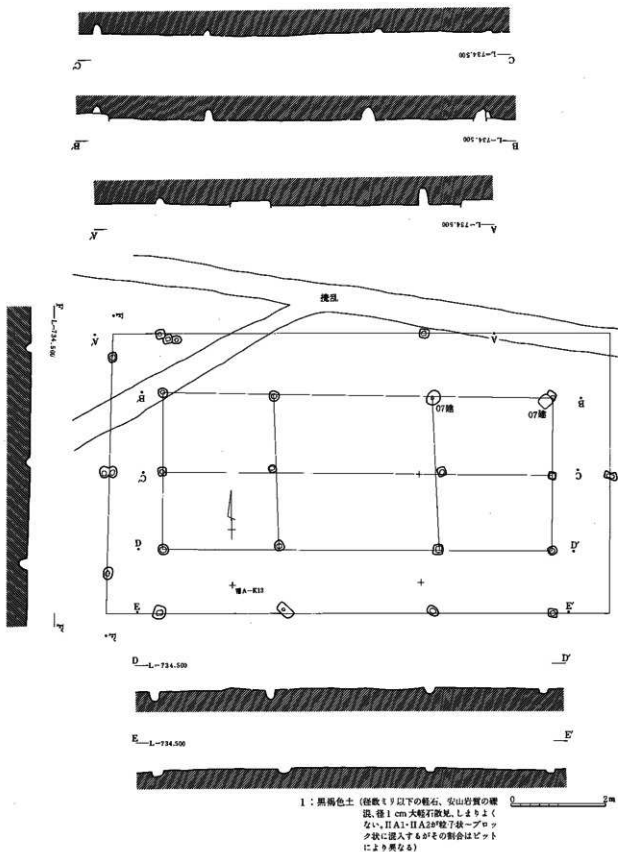 C'
L-734.500
C
B'
L-734.500
B
A'
L-734.500
A
攪乱
F'
L-734.500
F'
A'
A
B'
07建
07建
B
C'
C
D
D'
E
E'
D
L-734.500
D'
E
L-734.500
E'
1：黒褐色土（径数ミリ以下の軽石、安山岩質の礫
混、径1cm大軽石散見、しまりよく
ない。ⅡA1・ⅡA2が粒子状～ブロッ
ク状に混入するがその割合はピット
により異なる）
0
2m